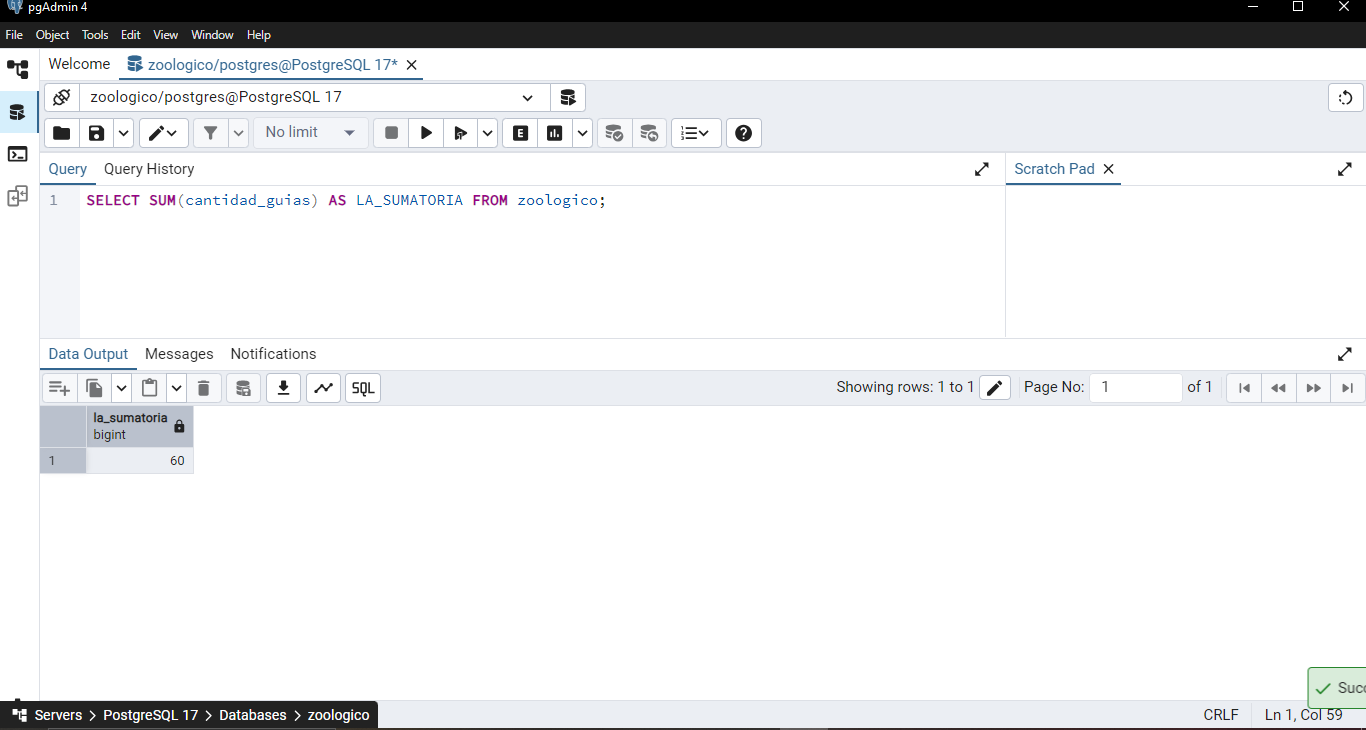 pgAdmin 4
File Object Tools Edit View Window Help
Welcome zoologico/postgres@PostgreSQL 17*
zoologico/postgres@PostgreSQL 17
No limit
E
SQL
Query Query History
Scratch Pad
1 SELECT SUM(cantidad_guias) AS LA_SUMATORIA FROM zoologico;
Data Output Messages Notifications
Showing rows: 1 to 1 Page No: 1 of 1
la_sumatoria
bigint
1 60
Servers > PostgreSQL 17 > Databases > zoologico
CRLF Ln 1, Col 59